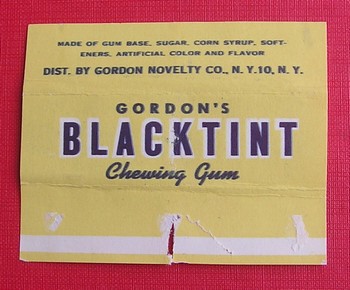 MADE OF GUM BASE, SUGAR, CORN SYRUP, SOFT-
ENERS, ARTIFICIAL COLOR AND FLAVOR
DIST. BY GORDON NOVELTY CO., N.Y.10, N.Y.
GORDON'S
BLACKTINT
Chewing Gum